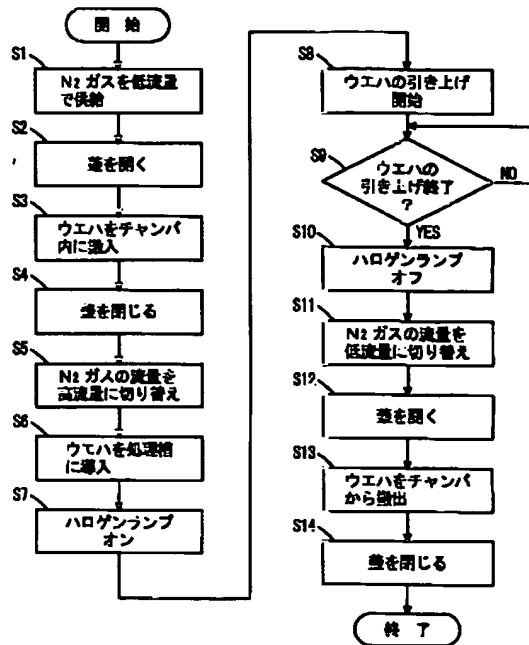 開始
S1
N2 ガスを低流量
で供給
S2
蓋を開く
S3
ウエハをチャンバ
内に搬入
S4
蓋を閉じる
S5
N2 ガスの流量を
高流量に切り替え
S6
ウエハを処理槽
に導入
S7
ハロゲンランプ
オン
S8
ウエハの引き上げ
開始
S9
ウエハの
引き上げ終了
?
NO
YES
S10
ハロゲンランプ
オフ
S11
N2 ガスの流量を
低流量に切り替え
S12
蓋を開く
S13
ウエハをチャンバ
から搬出
S14
蓋を閉じる
終了